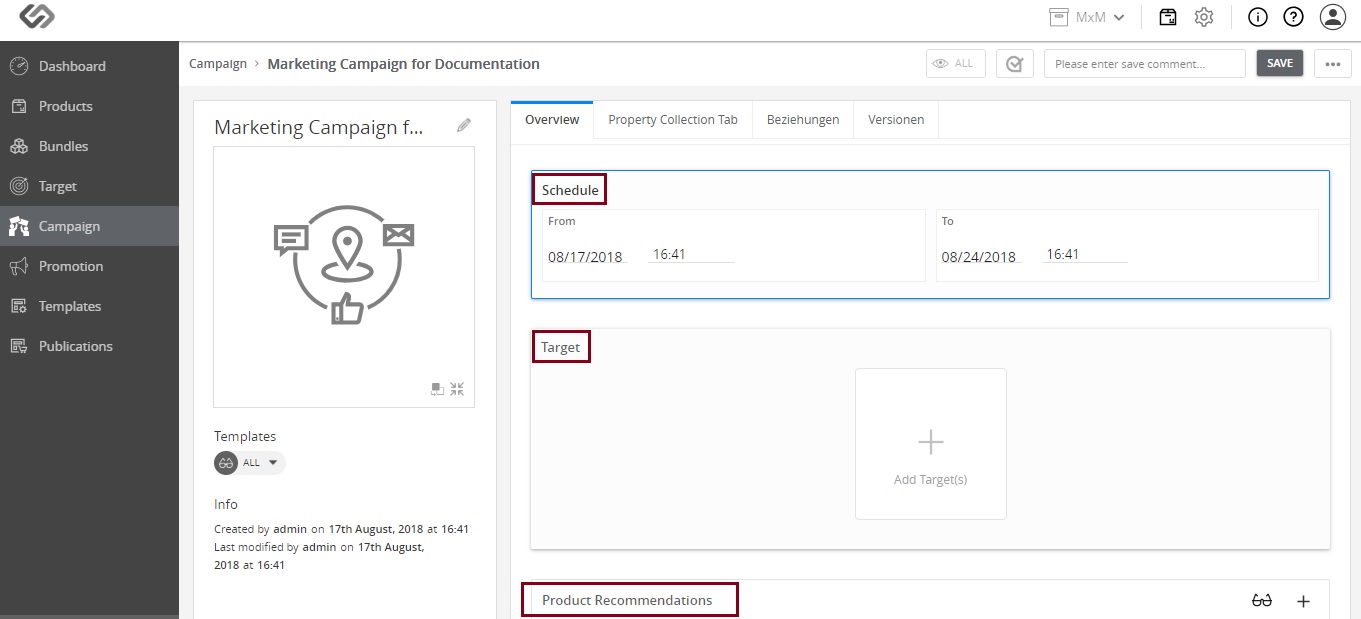 MxM
Dashboard
Products
Bundles
Target
Campaign
Promotion
Templates
Publications
Campaign › Marketing Campaign for Documentation
ALL
Please enter save comment...
SAVE
Marketing Campaign f...
Templates
ALL
Info
Created by admin on 17th August, 2018 at 16:41
Last modified by admin on 17th August,
2018 at 16:41
Overview
Property Collection Tab
Beziehungen
Versionen
Schedule
From
08/17/2018 16:41
To
08/24/2018 16:41
Target
Add Target(s)
Product Recommendations